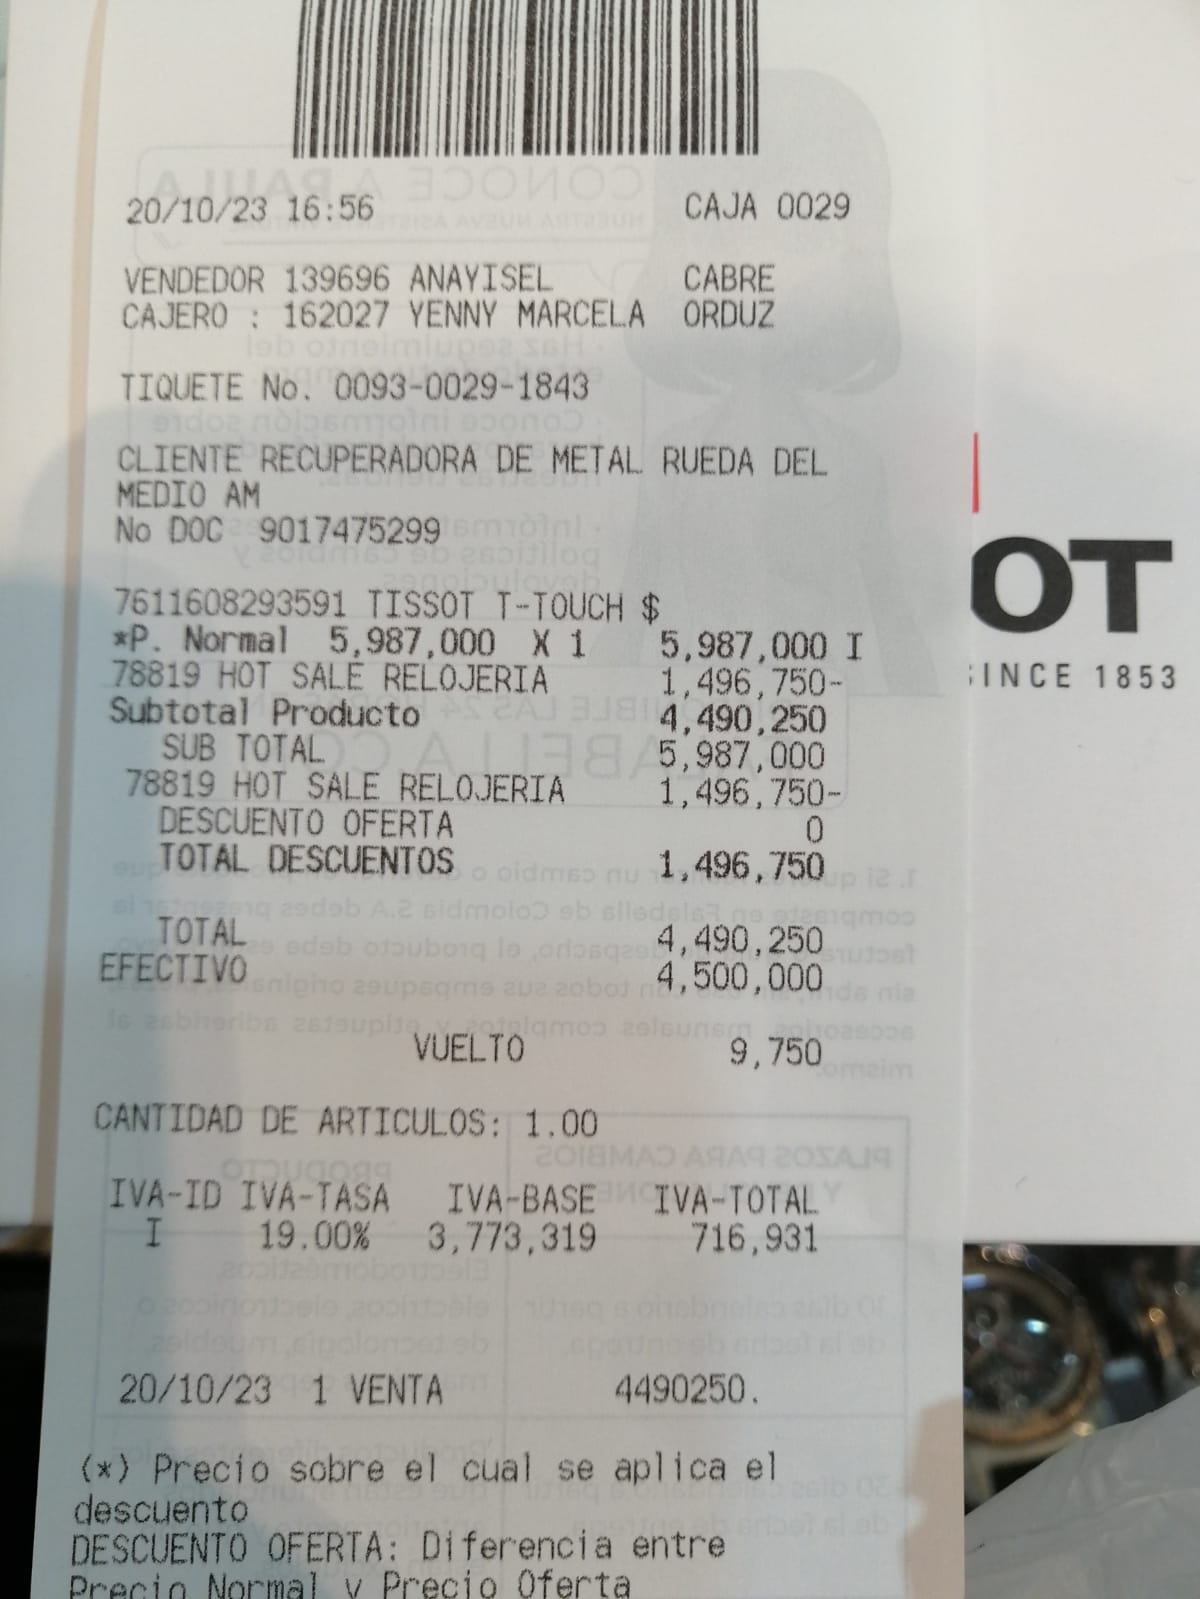 20/10/23 16:56 CAJA 0029
VENDEDOR 139696 ANAYISEL CABRE
CAJERO : 162027 YENNY MARCELA ORDUZ
TIQUETE No. 0093-0029-1843
CLIENTE RECUPERADORA DE METAL RUEDA DEL
MEDIO AM
No DOC 9017475299
7611608293591 TISSOT T-TOUCH $
*P. Normal 5,987,000 X 1 5,987,000 I
78819 HOT SALE RELOJERIA 1,496,750-
Subtotal Producto 4,490,250
SUB TOTAL 5,987,000
78819 HOT SALE RELOJERIA 1,496,750-
DESCUENTO OFERTA 0
TOTAL DESCUENTOS 1,496,750
TOTAL 4,490,250
EFECTIVO 4,500,000
VUELTO 9,750
CANTIDAD DE ARTICULOS: 1.00
IVA-ID IVA-TASA IVA-BASE IVA-TOTAL
I 19.00% 3,773,319 716,931
20/10/23 1 VENTA 4490250.
(*) Precio sobre el cual se aplica el
descuento
DESCUENTO OFERTA: Diferencia entre
Precio Normal y Precio Oferta
OT
SINCE 1853